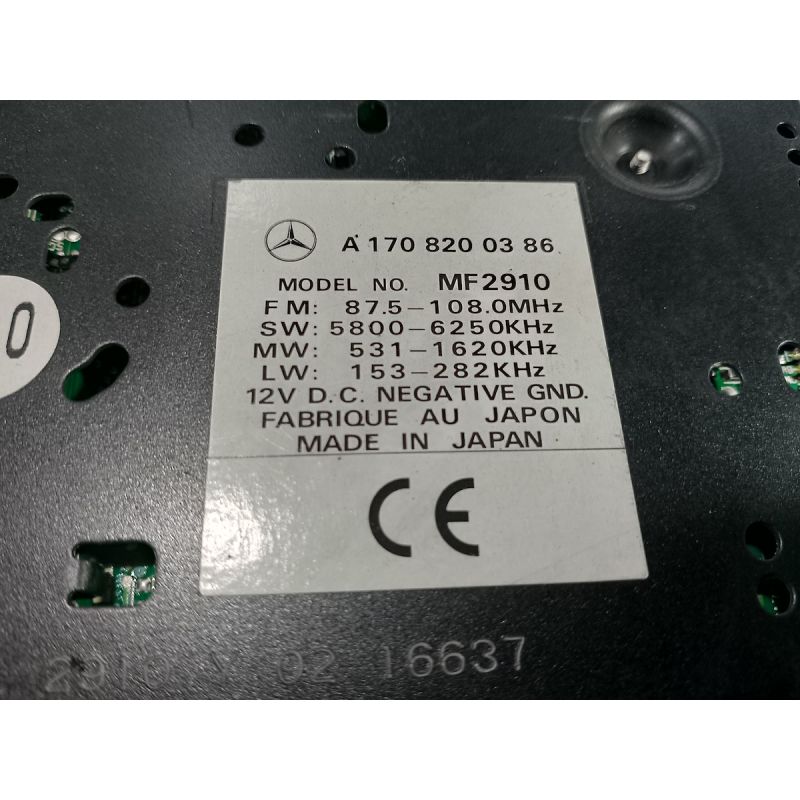 A 170 820 03 86
MODEL NO. MF2910
FM: 87.5-108.0MHz
SW: 5800-6250KHz
MW: 531-1620KHz
LW: 153-282KHz
12V D.C. NEGATIVE GND.
FABRIQUE AU JAPON
MADE IN JAPAN
CE
0
02 16637